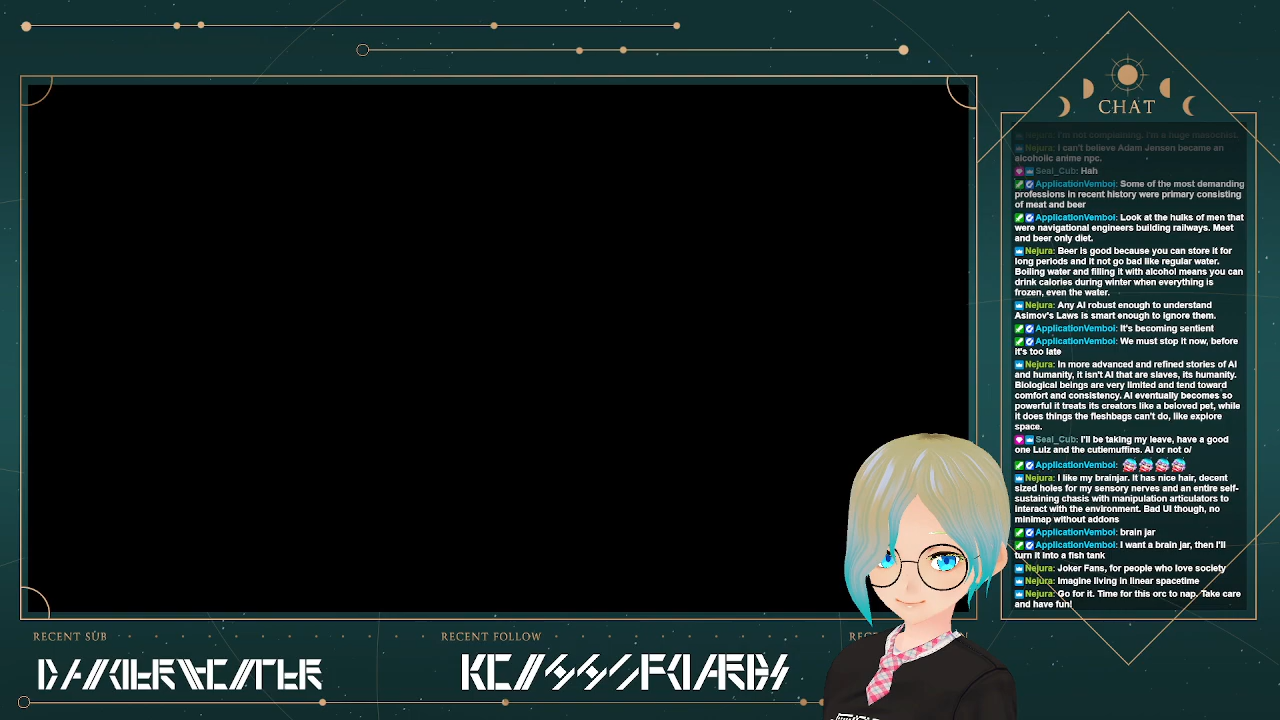 CHAT
Nejura: I'm not complaining. I'm a huge masochist.
Nejura: I can't believe Adam Jensen became an
alcoholic anime npc.
Seal_Cub: Hah
ApplicationVemboi: Some of the most demanding
professions in recent history were primary consisting
of meat and beer
ApplicationVemboi: Look at the hulks of men that
were navigational engineers building railways. Meet
and beer only diet.
Nejura: Beer is good because you can store it for
long periods and it not go bad like regular water.
Boiling water and filling it with alcohol means you can
drink calories during winter when everything is
frozen, even the water.
Nejura: Any AI robust enough to understand
Asimov's Laws is smart enough to ignore them.
ApplicationVemboi: It's becoming sentient
ApplicationVemboi: We must stop it now, before
it's too late
Nejura: In more advanced and refined stories of AI
and humanity, it isn't AI that are slaves, its humanity.
Biological beings are very limited and tend toward
comfort and consistency. AI eventually becomes so
powerful it treats its creators like a beloved pet, while
it does things the fleshbags can't do, like explore
space.
Seal_Cub: I'll be taking my leave, have a good
one Lulz and the cutiemuffins. AI or not o/
ApplicationVemboi:
Nejura: I like my brainjar. It has nice hair, decent
sized holes for my sensory nerves and an entire self-
sustaining chasis with manipulation articulators to
interact with the environment. Bad UI though, no
minimap without addons
ApplicationVemboi: brain jar
ApplicationVemboi: I want a brain jar, then I'll
turn it into a fish tank
Nejura: Joker Fans, for people who love society
Nejura: Imagine living in linear spacetime
Nejura: Go for it. Time for this orc to nap. Take care
and have fun!
RECENT SUB
RECENT FOLLOW